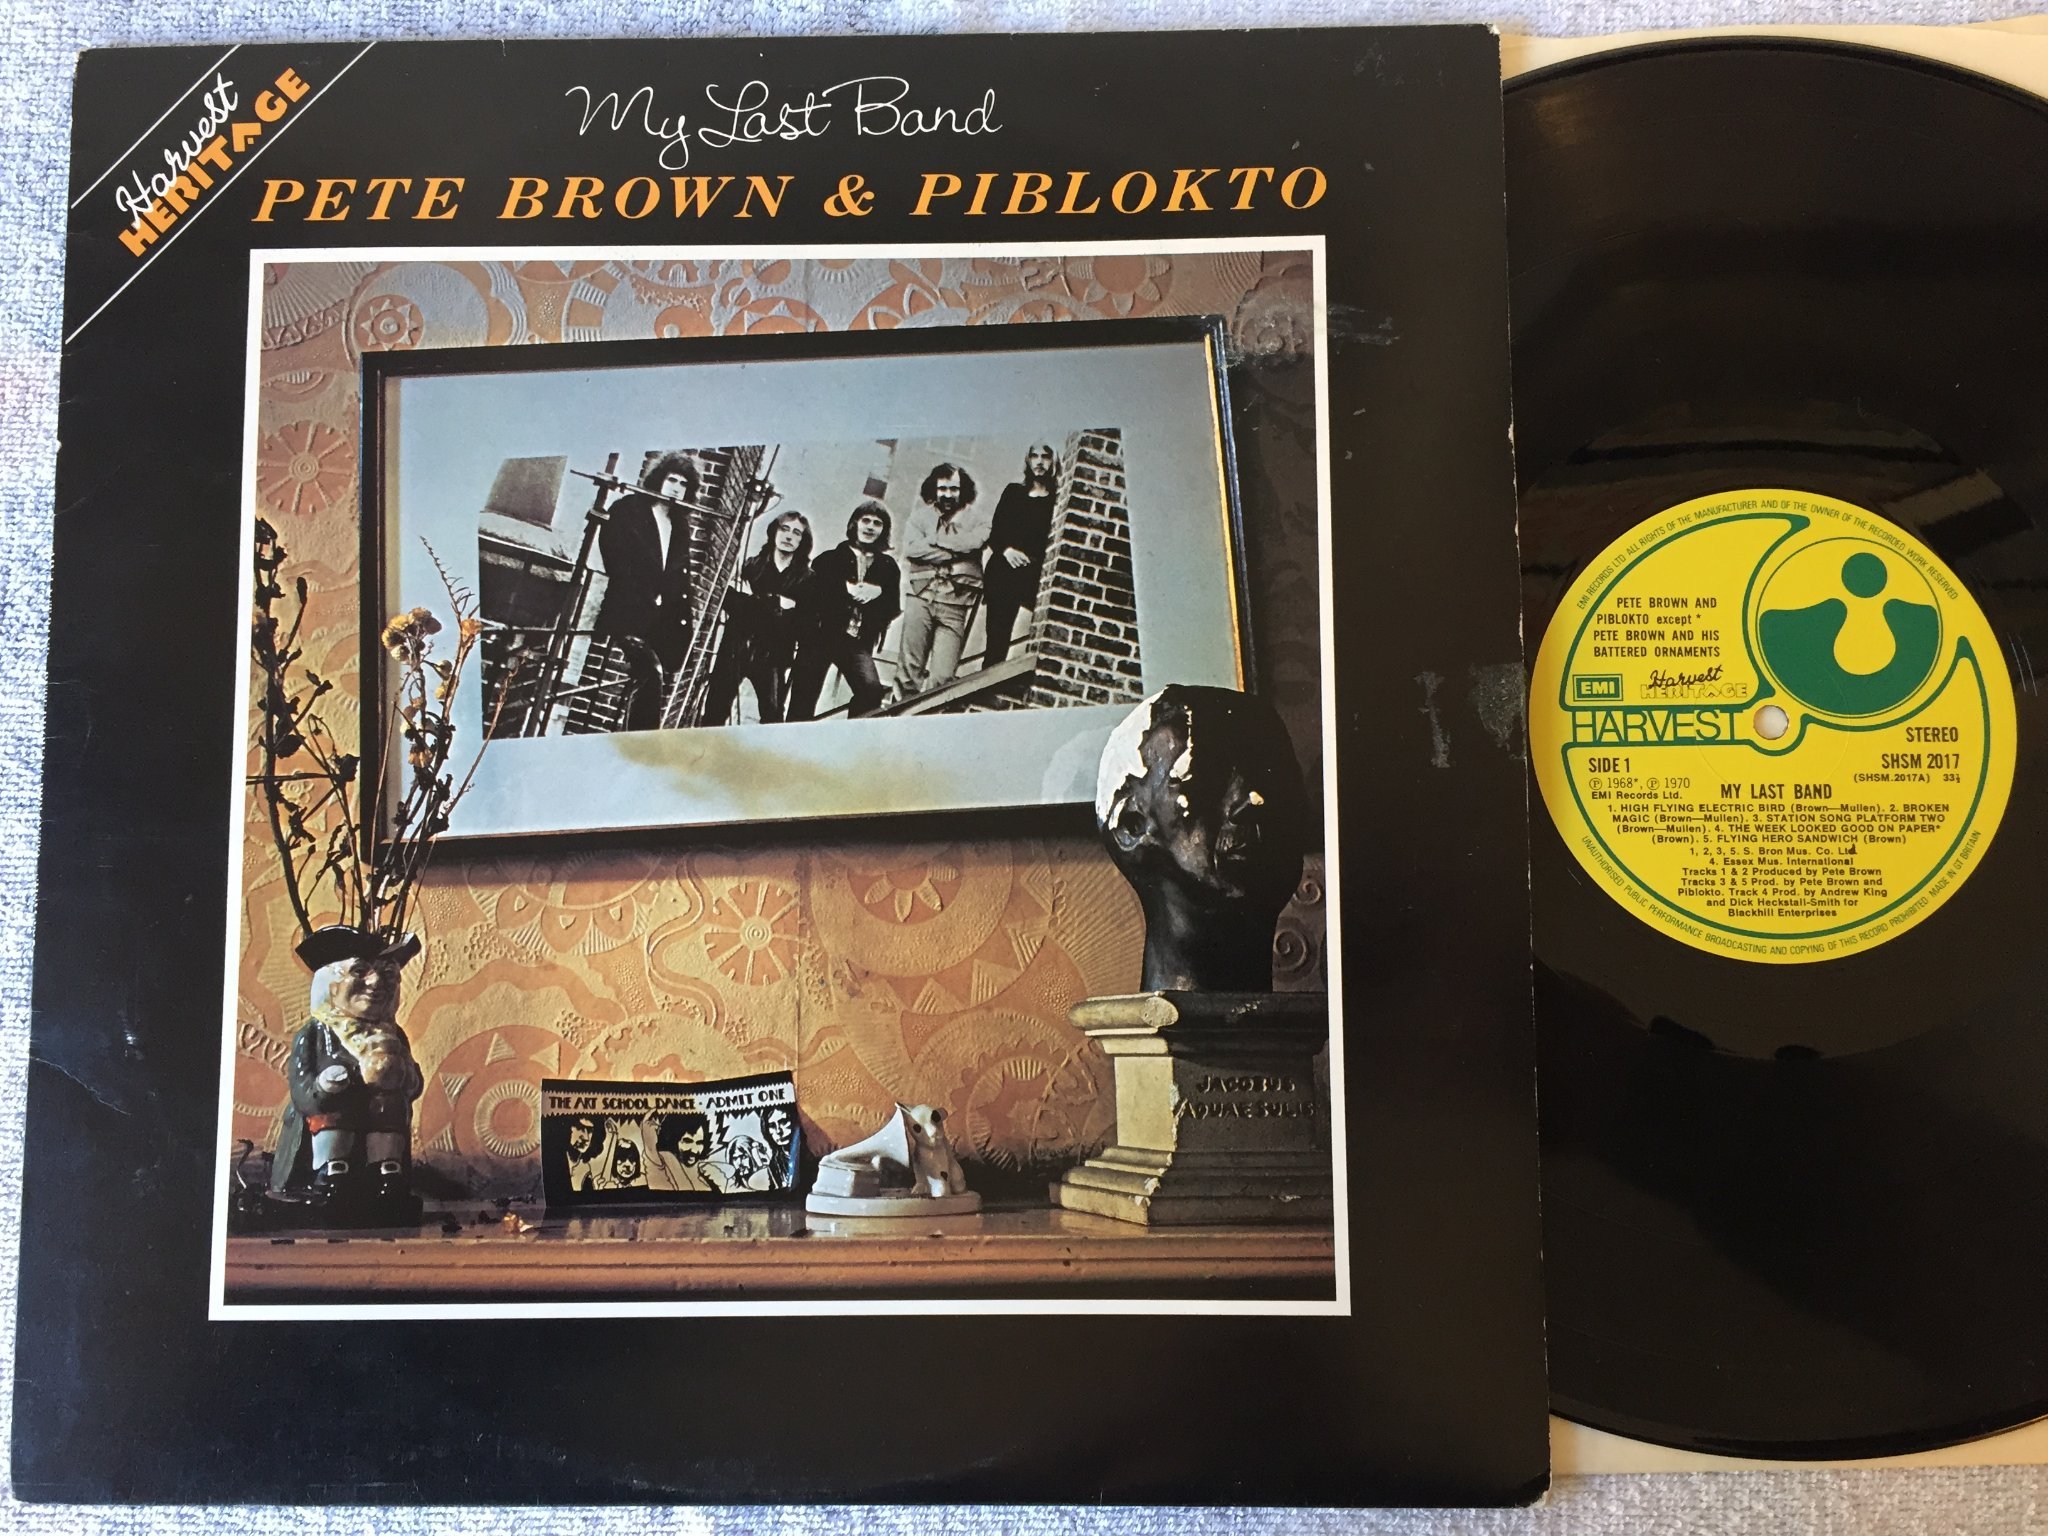 Harvest
HERITAGE
My Last Band
PETE BROWN & PIBLOKTO
THE ART SCHOOL DANCE · ADMIT ONE
JACOBUS
AQUAE SULIS
EMI RECORDS LTD ALL RIGHTS OF THE MANUFACTURER AND OF THE OWNER OF THE RECORDED WORK RESERVED
PETE BROWN AND
PIBLOKTO except *
PETE BROWN AND HIS
BATTERED ORNAMENTS
EMI
Harvest
HERITAGE
HARVEST
STEREO
SIDE 1
SHSM 2017
℗ 1968*, ℗ 1970
(SHSM.2017A) 33⅓
EMI Records Ltd.
MY LAST BAND
1. HIGH FLYING ELECTRIC BIRD (Brown—Mullen). 2. BROKEN
MAGIC (Brown—Mullen). 3. STATION SONG PLATFORM TWO
(Brown—Mullen). 4. THE WEEK LOOKED GOOD ON PAPER*
(Brown). 5. FLYING HERO SANDWICH (Brown)
1, 2, 3, 5. S. Bron Mus. Co. Ltd
4. Essex Mus. International
Tracks 1 & 2 Produced by Pete Brown
Tracks 3 & 5 Prod. by Pete Brown and
Piblokto. Track 4 Prod. by Andrew King
and Dick Heckstall-Smith for
Blackhill Enterprises
UNAUTHORISED PUBLIC PERFORMANCE BROADCASTING AND COPYING OF THIS RECORD PROHIBITED. MADE IN GT BRITAIN